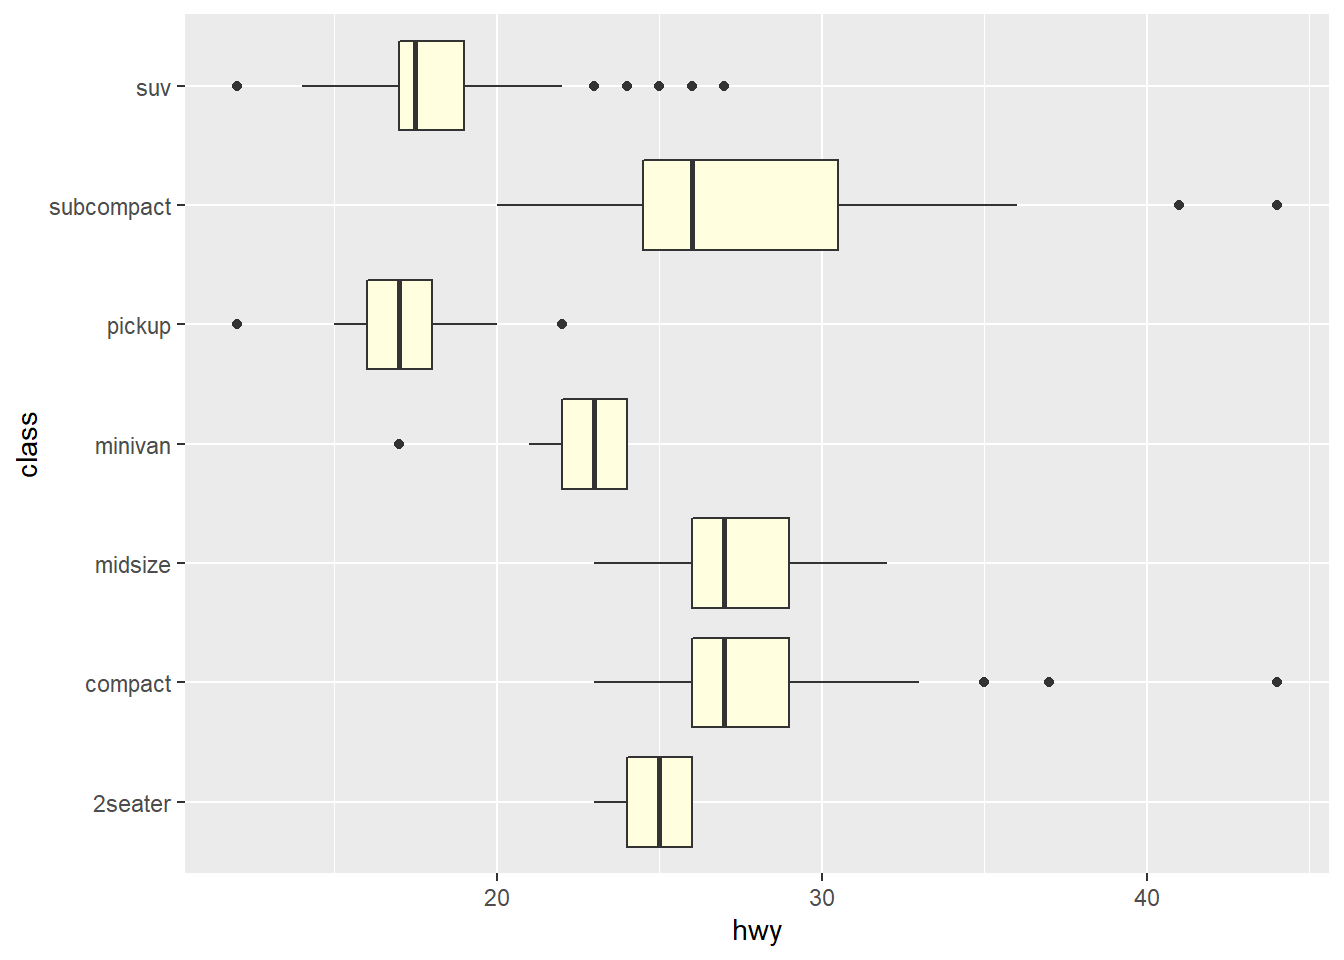 suv
subcompact
pickup
minivan
midsize
compact
2seater
class
20 30 40
hwy